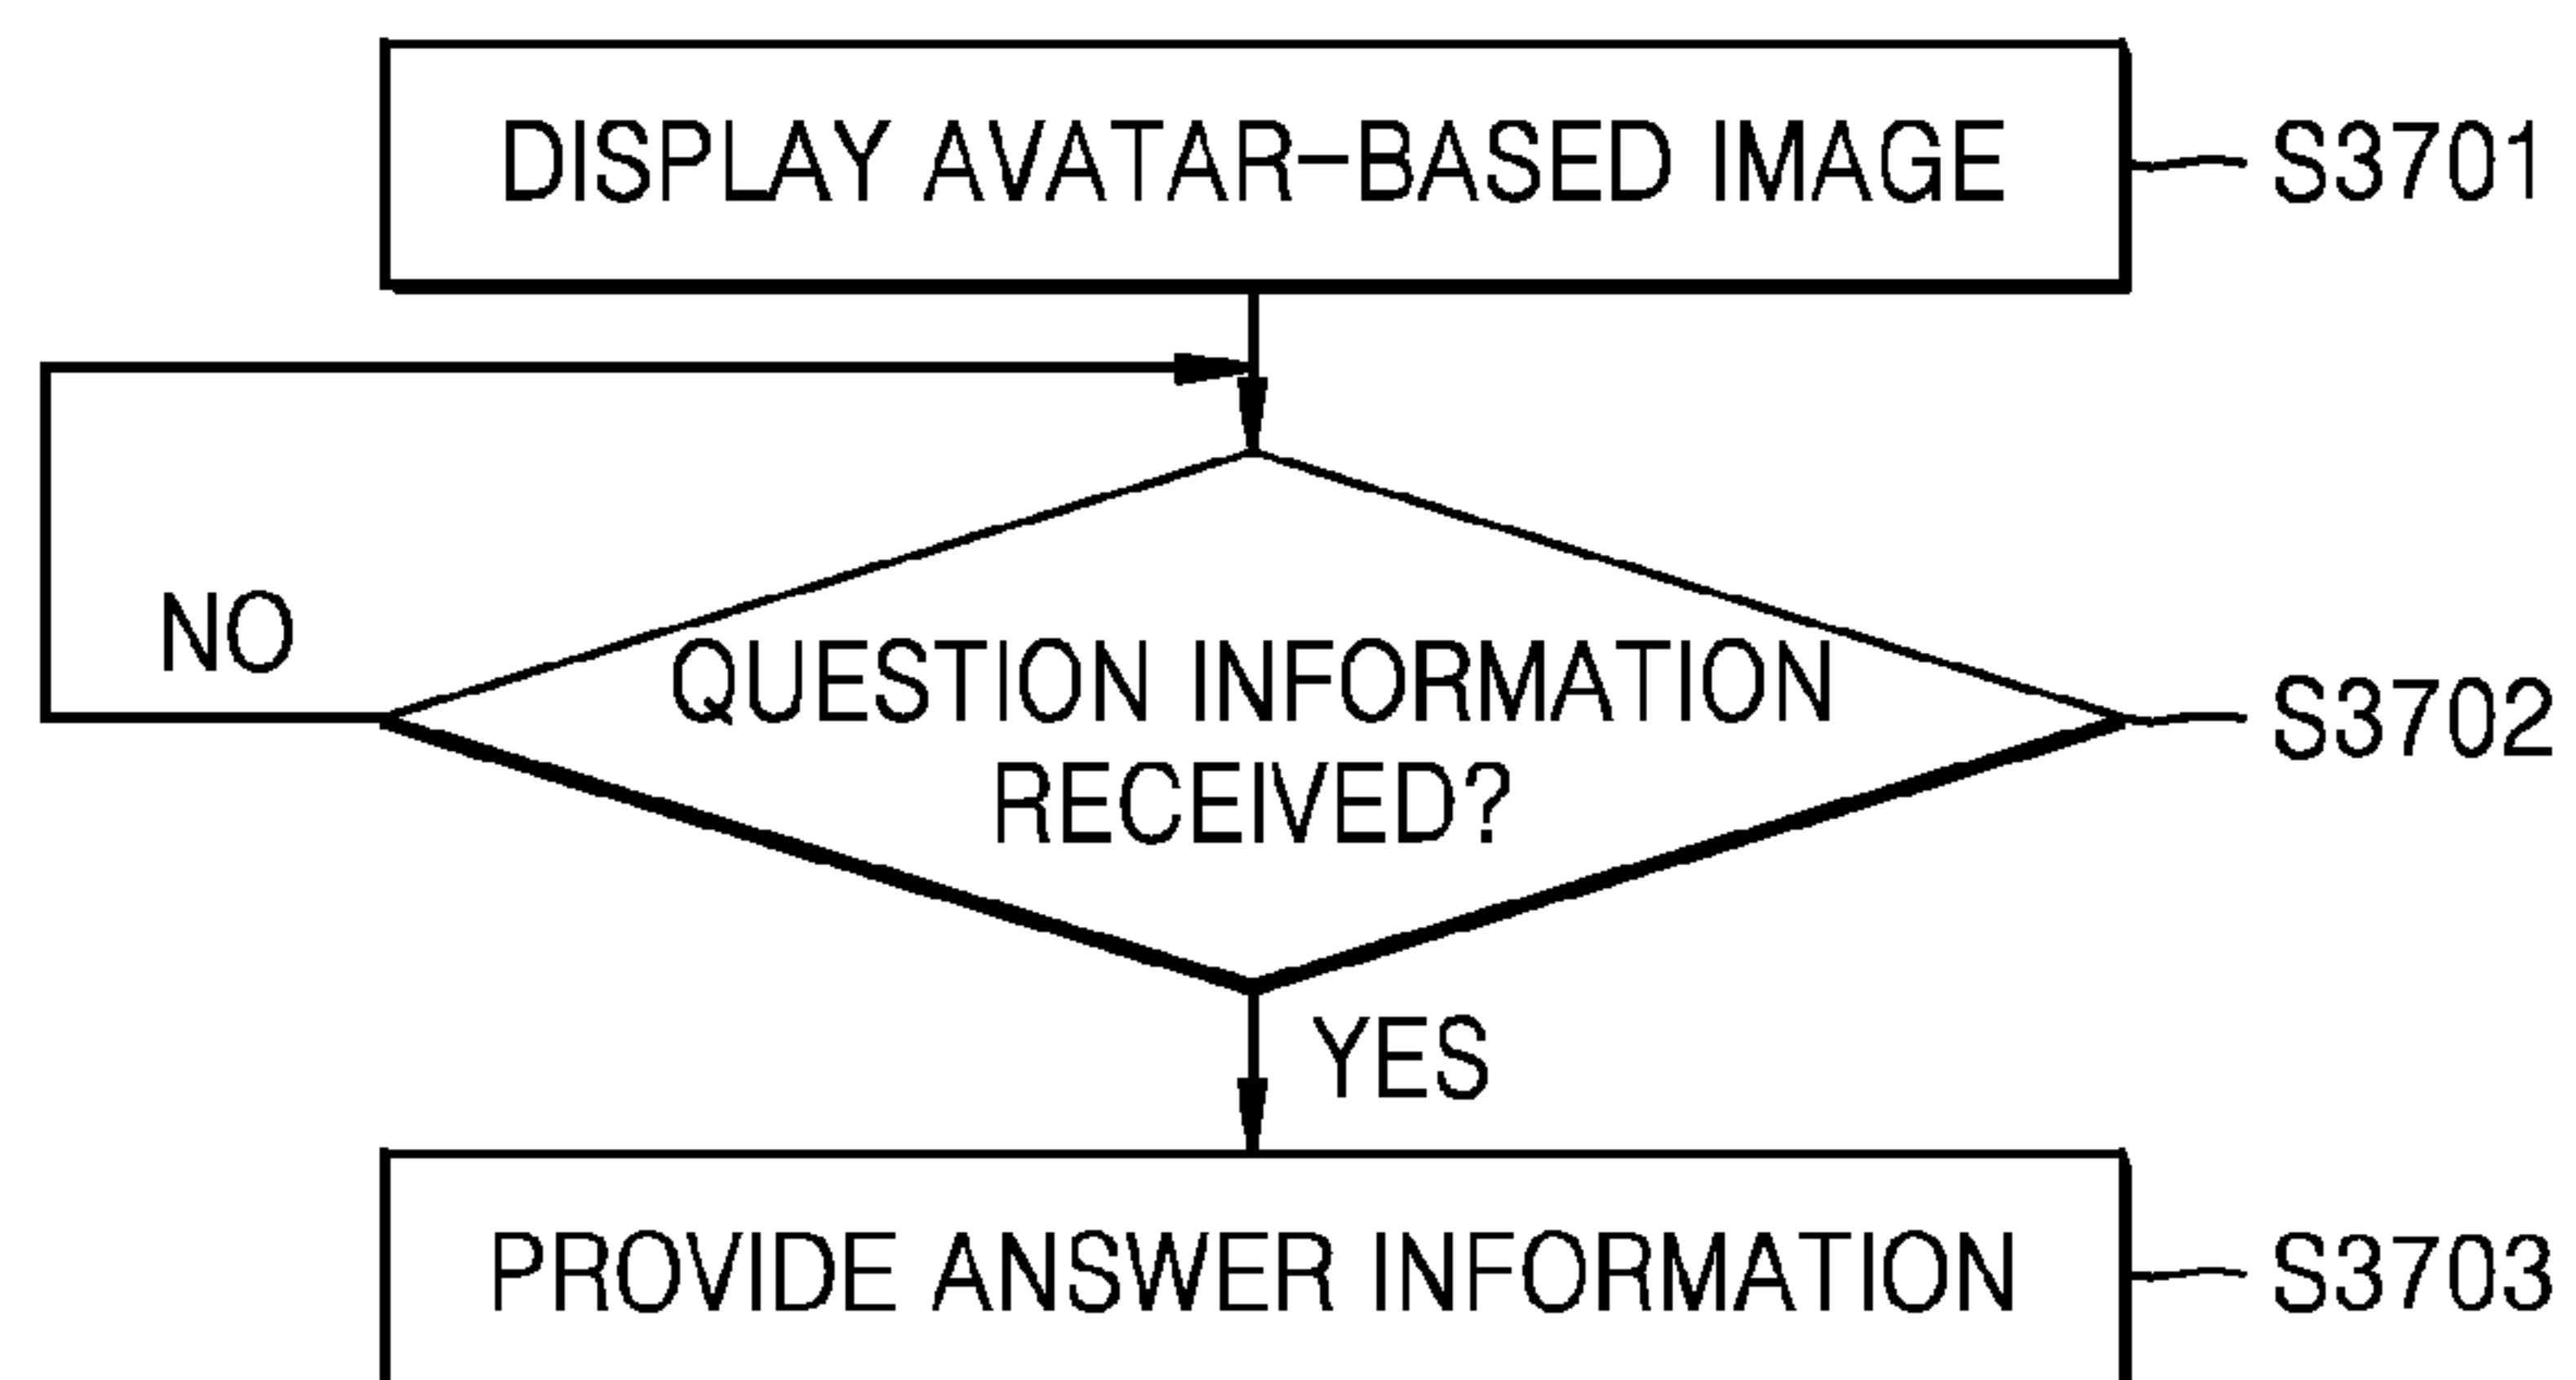 DISPLAY AVATAR-BASED IMAGE
S3701
NO
QUESTION INFORMATION
RECEIVED?
S3702
YES
PROVIDE ANSWER INFORMATION
S3703